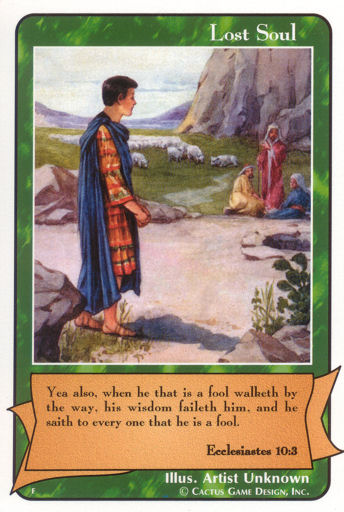 Lost Soul
Yea also, when he that is a fool walketh by
the way, his wisdom faileth him, and he
saith to every one that he is a fool.
Ecclesiastes 10:3
Illus. Artist Unknown
F
© Cactus Game Design, Inc.